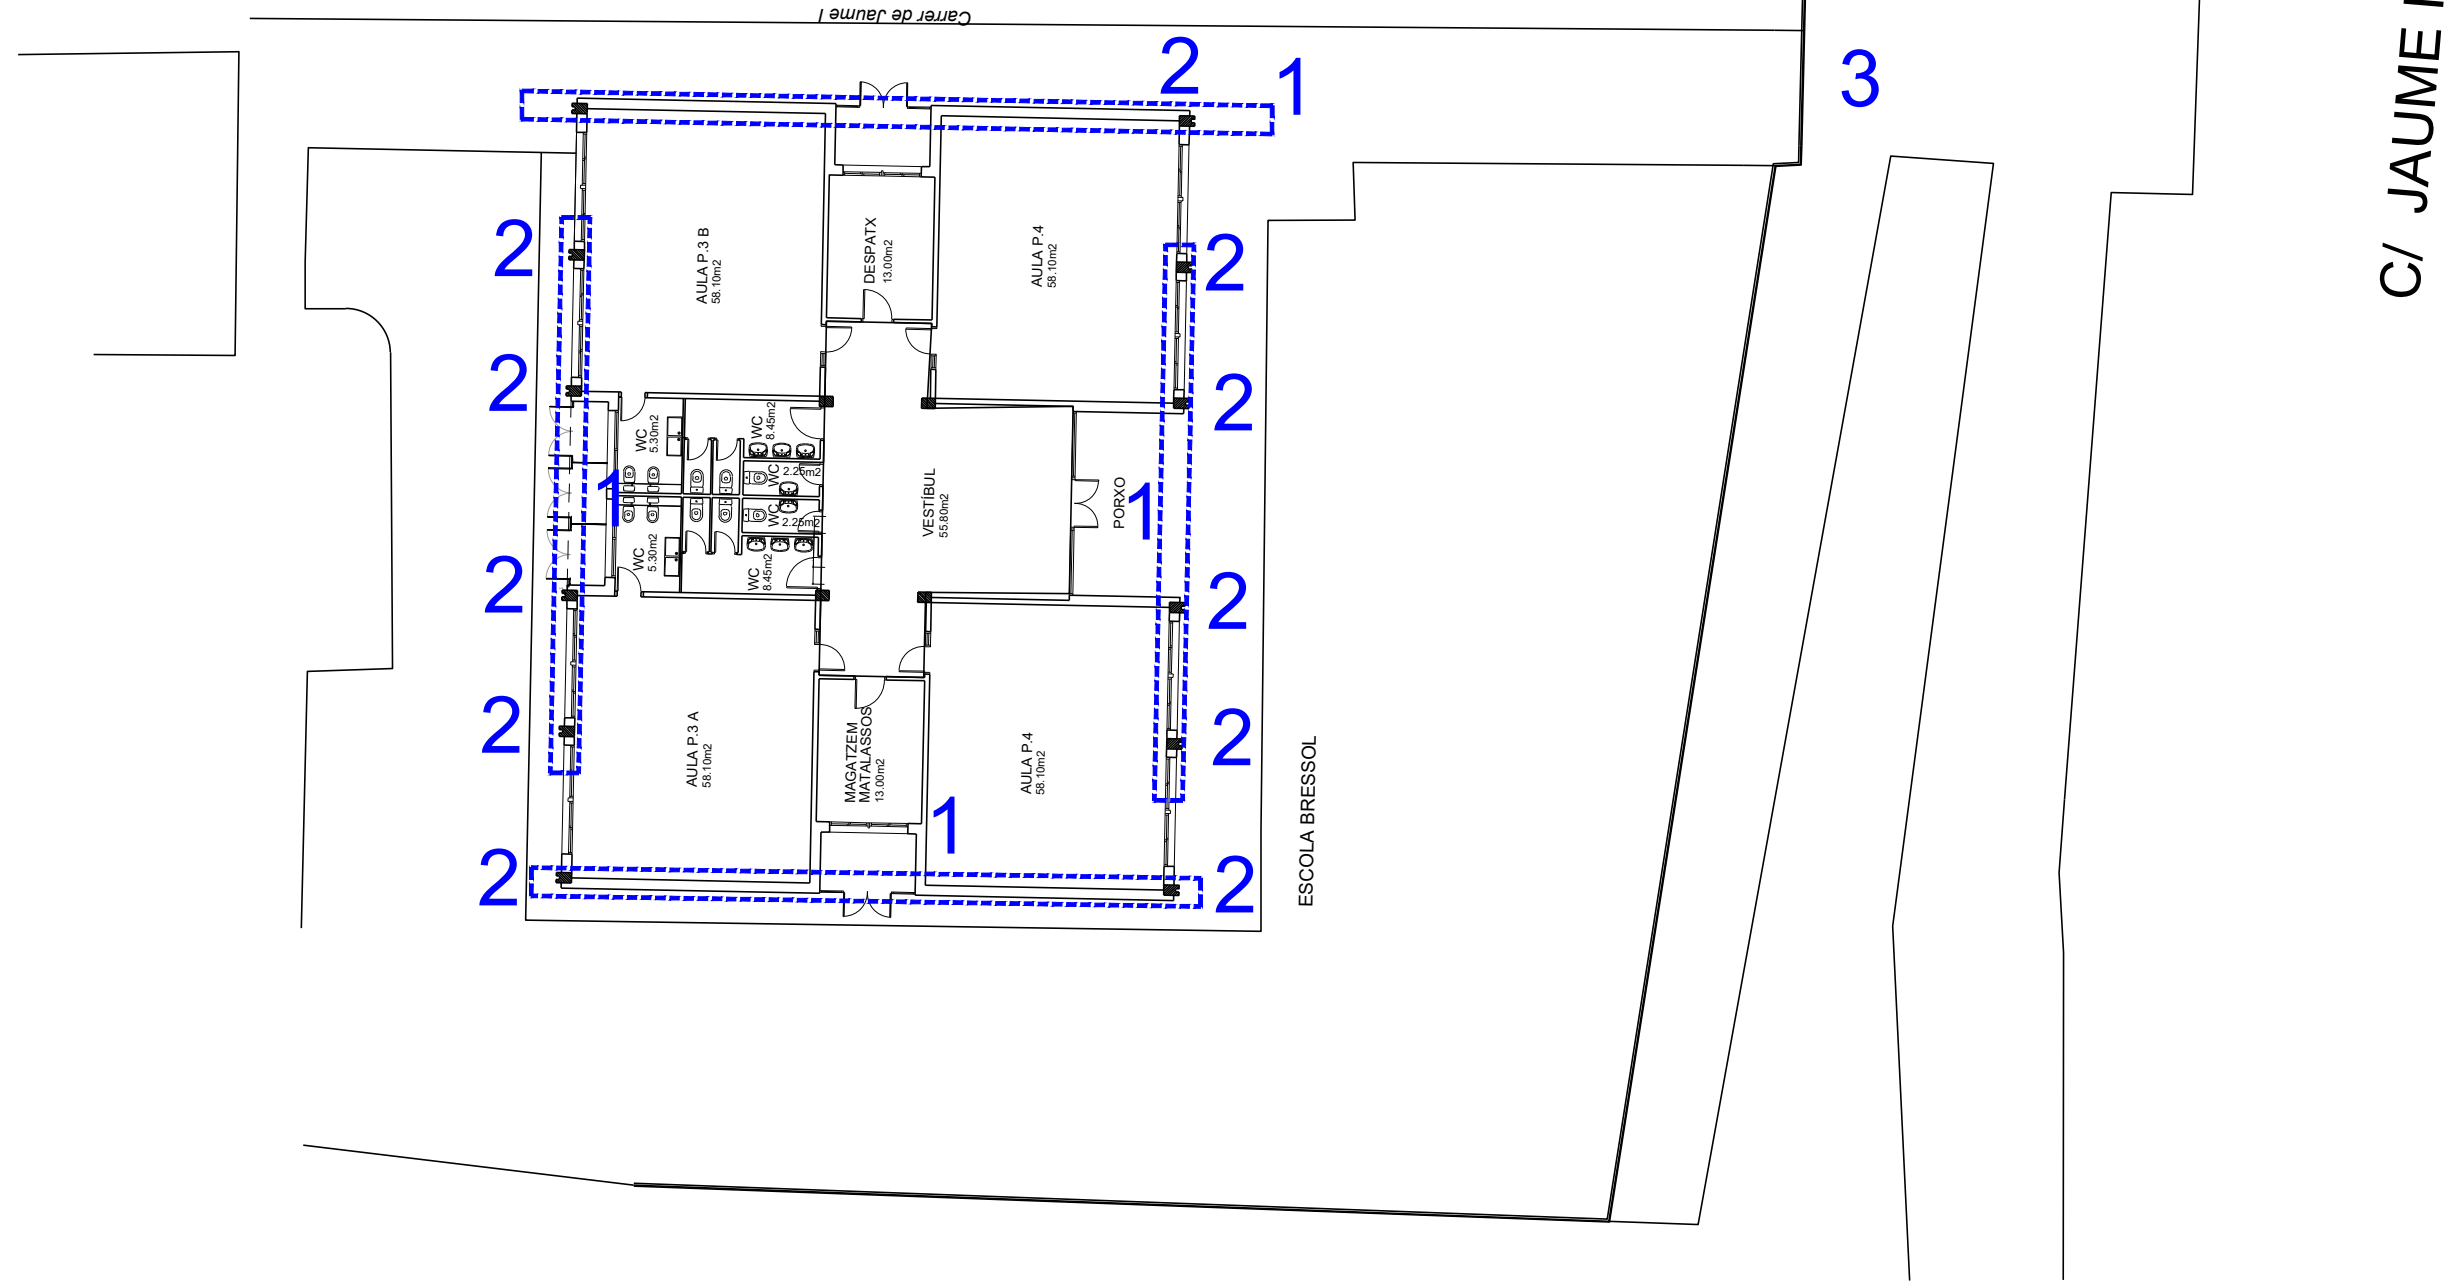 Carrer de Jaume I
C/ JAUME I
2
1
3
2
AULA P.3 B
58.10m2
DESPATX
13.00m2
AULA P.4
58.10m2
2
2
2
WC
5.30m2
WC
8.45m2
WC
2.25m2
1
VESTÍBUL
55.80m2
PORXO
1
WC
2.25m2
WC
5.30m2
WC
8.45m2
2
2
2
AULA P.3 A
58.10m2
MAGATZEM
MATALASSOS
13.00m2
AULA P.4
58.10m2
2
1
ESCOLA BRESSOL
2
2